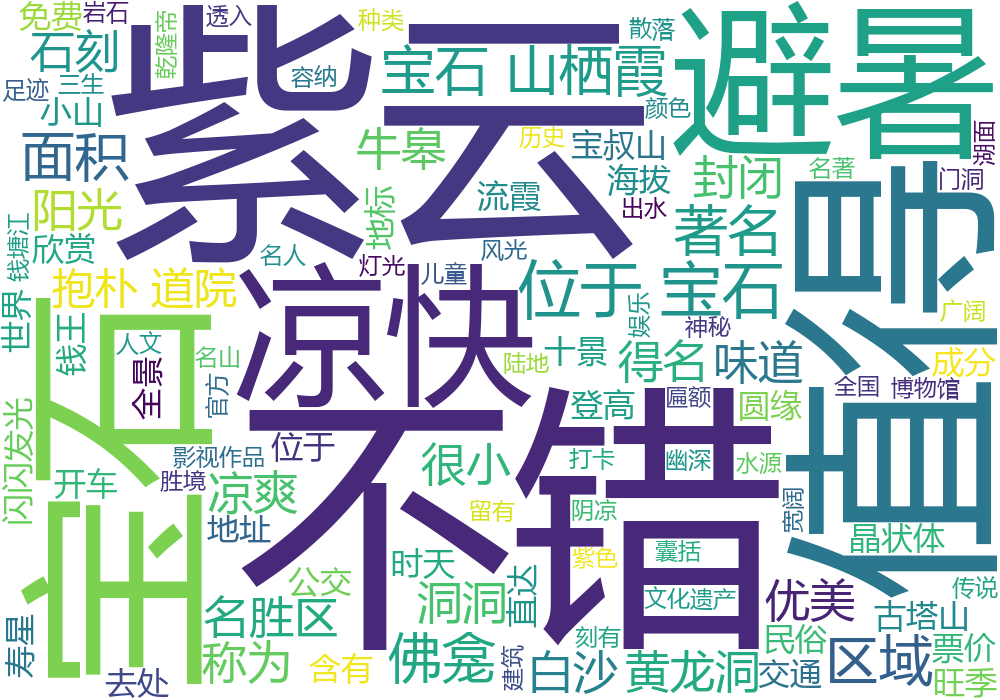 免费
岩石
透入
种类
散落
石刻
乾隆帝
容纳
紫云
宝石
山栖霞
避暑
足迹
三生
小山
颜色
面积
牛皋
历史
宝叔山
封闭
名著
湖面
门洞
阳光
地标
流霞
海拔
出水
著名
值得
钱塘江
欣赏
名人
灯光
风光
儿童
位于
宝石
抱朴
道院
凉快
娱乐
神秘
广阔
世界
钱王
人文
名山
陆地
十景
得名
味道
成分
全景
官方
宝石
不错
登高
匾额
圆缘
全国
博物馆
闪闪发光
影视作品
位于
很小
打卡
幽深
水源
开车
胜境
凉爽
地址
留有
阴凉
宽阔
晶状体
时天
紫色
囊括
公交
名胜区
洞洞
直达
文化遗产
优美
传说
古塔山
寿星
称为
佛龛
刻有
民俗
区域
票价
去处
含有
建筑
白沙
黄龙洞
交通
旺季